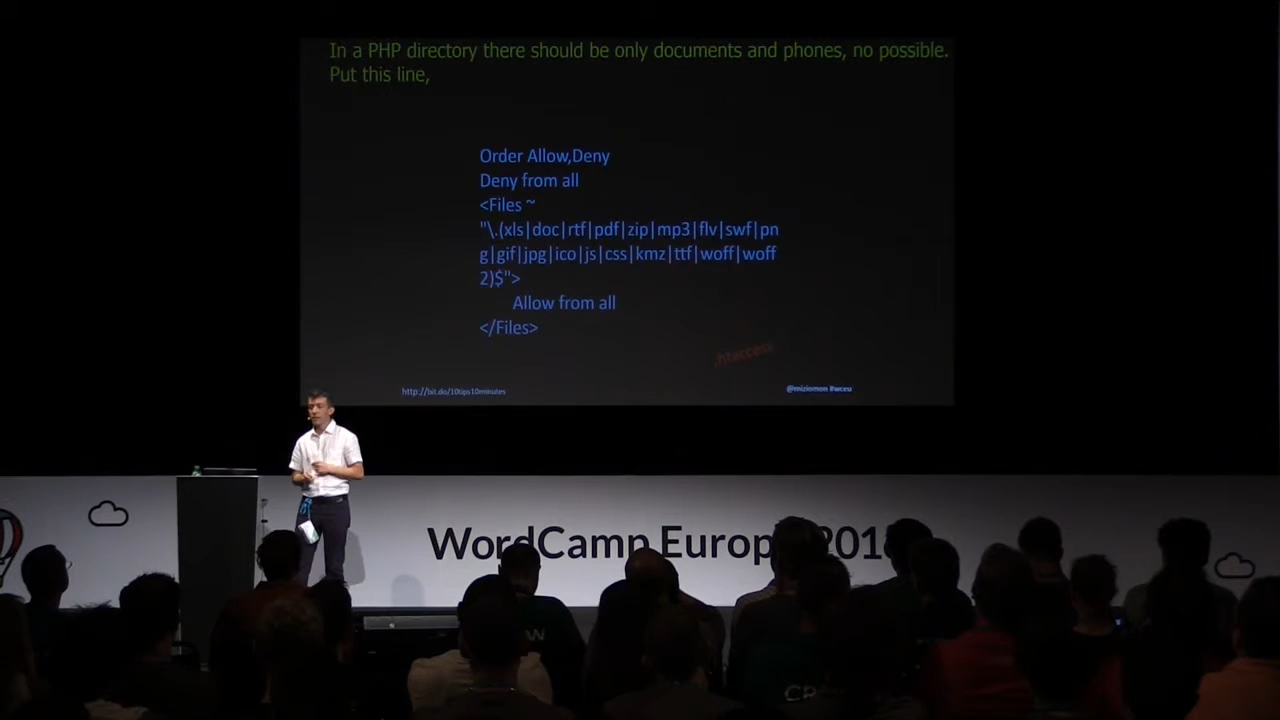 In a PHP directory there should be only documents and phones, no possible.
Put this line,
Order Allow,Deny
Deny from all
<Files ~
"\.(xls|doc|rtf|pdf|zip|mp3|flv|swf|pn
g|gif|jpg|ico|js|css|kmz|ttf|woff|woff
2)$">
Allow from all
</Files>
.htaccess
http://bit.do/10tips10minutes
@miziomon #wceu
WordCamp Europ 201
W
CR